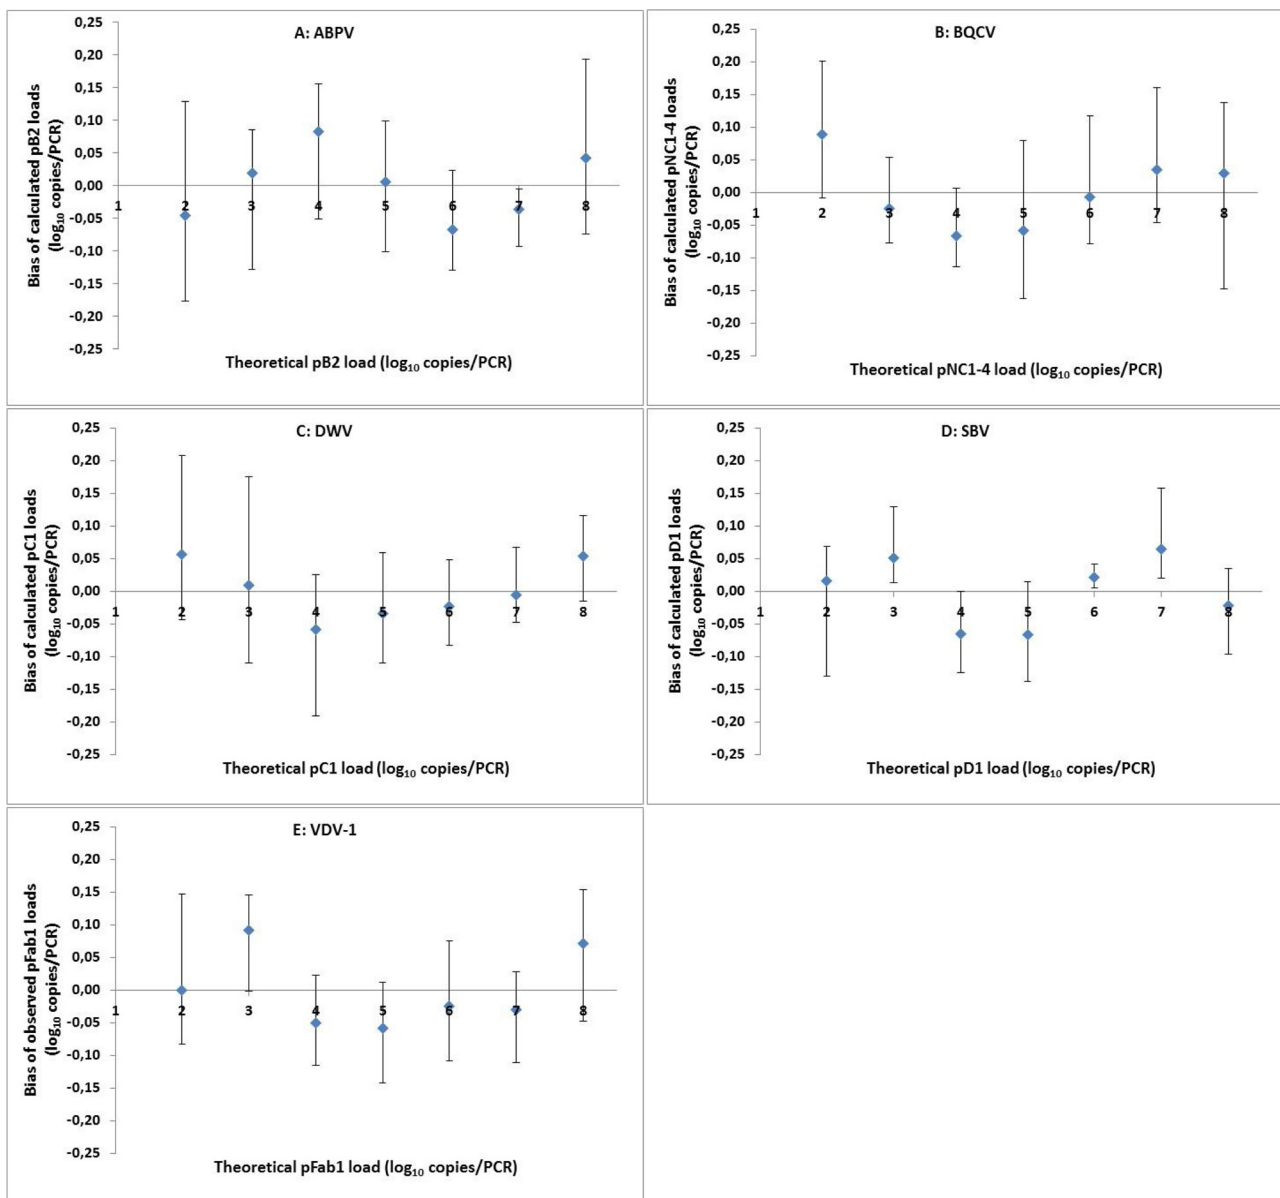 A: ABPV
0,25
0,20
0,15
0,10
0,05
0,00
-0,05
-0,10
-0,15
-0,20
-0,25
1 2 3 4 5 6 7 8
Bias of calculated pB2 loads
(log10 copies/PCR)
Theoretical pB2 load (log10 copies/PCR)
B: BQCV
0,25
0,20
0,15
0,10
0,05
0,00
-0,05
-0,10
-0,15
-0,20
-0,25
1 2 3 4 5 6 7 8
Bias of calculated pNC1-4 loads
(log10 copies/PCR)
Theoretical pNC1-4 load (log10 copies/PCR)
C: DWV
0,25
0,20
0,15
0,10
0,05
0,00
-0,05
-0,10
-0,15
-0,20
-0,25
1 2 3 4 5 6 7 8
Bias of calculated pC1 loads
(log10 copies/PCR)
Theoretical pC1 load (log10 copies/PCR)
D: SBV
0,25
0,20
0,15
0,10
0,05
0,00
-0,05
-0,10
-0,15
-0,20
-0,25
1 2 3 4 5 6 7 8
Bias of calculated pD1 loads
(log10 copies/PCR)
Theoretical pD1 load (log10 copies/PCR)
E: VDV-1
0,25
0,20
0,15
0,10
0,05
0,00
-0,05
-0,10
-0,15
-0,20
-0,25
1 2 3 4 5 6 7 8
Bias of observed pFab1 loads
(log10 copies/PCR)
Theoretical pFab1 load (log10 copies/PCR)